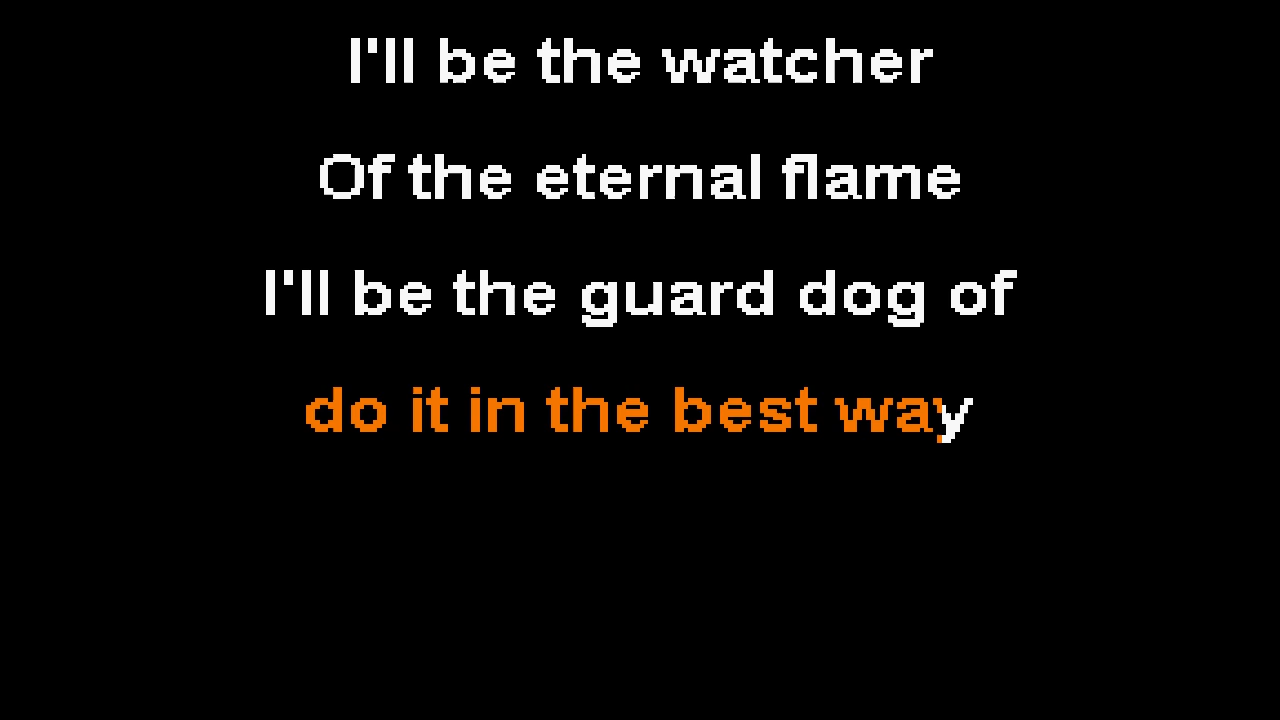 I'll be the watcher
Of the eternal flame
I'll be the guard dog of
do it in the best way